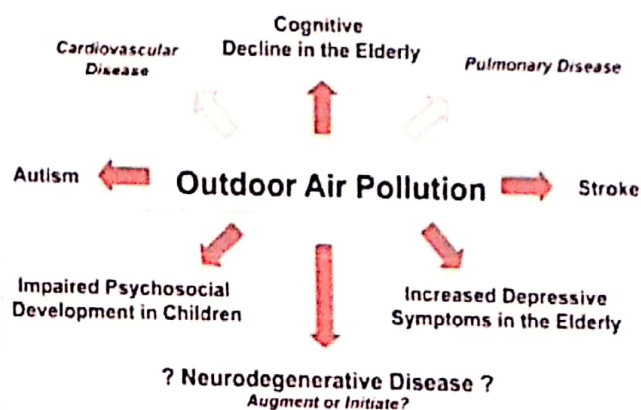 Cognitive
Decline in the Elderly
Cardiovascular
Disease
Pulmonary Disease
Autism
Outdoor Air Pollution
Stroke
Impaired Psychosocial
Development in Children
Increased Depressive
Symptoms in the Elderly
? Neurodegenerative Disease ?
Augment or Initiate?